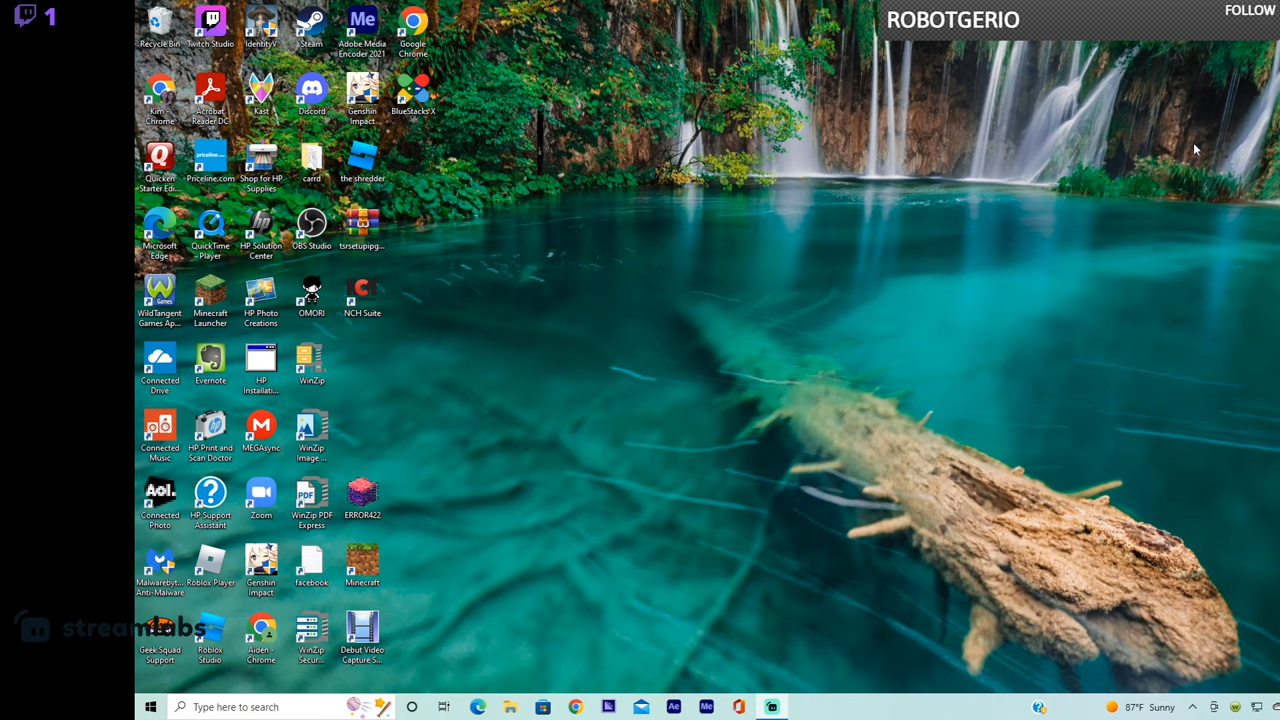 1
ROBOTGERIO
FOLLOW
Recycle Bin
Twitch Studio
IdentityV
Steam
Adobe Media
Encoder 2021
Google
Chrome
Kim -
Chrome
Acrobat
Reader DC
Kast
Discord
Genshin
Impact
BlueStacks X
Quicken
Starter Edi...
Priceline.com
Shop for HP
Supplies
carrd
the shredder
Microsoft
Edge
QuickTime
Player
HP Solution
Center
OBS Studio
tsrsetupipg...
WildTangent
Games Ap...
Minecraft
Launcher
HP Photo
Creations
OMORI
NCH Suite
Connected
Drive
Evernote
HP
Installati...
WinZip
Connected
Music
HP Print and
Scan Doctor
MEGAsync
WinZip
Image ...
Aol.
Connected
Photo
HP Support
Assistant
Zoom
PDF
WinZip PDF
Express
ERROR422
Malwarebyt...
Anti-Malware
Roblox Player
Genshin
Impact
facebook
Minecraft
streamlabs
Geek Squad
Support
Roblox
Studio
Aiden -
Chrome
WinZip
Secur...
Debut Video
Capture S...
Type here to search
Ae
Me
87°F Sunny